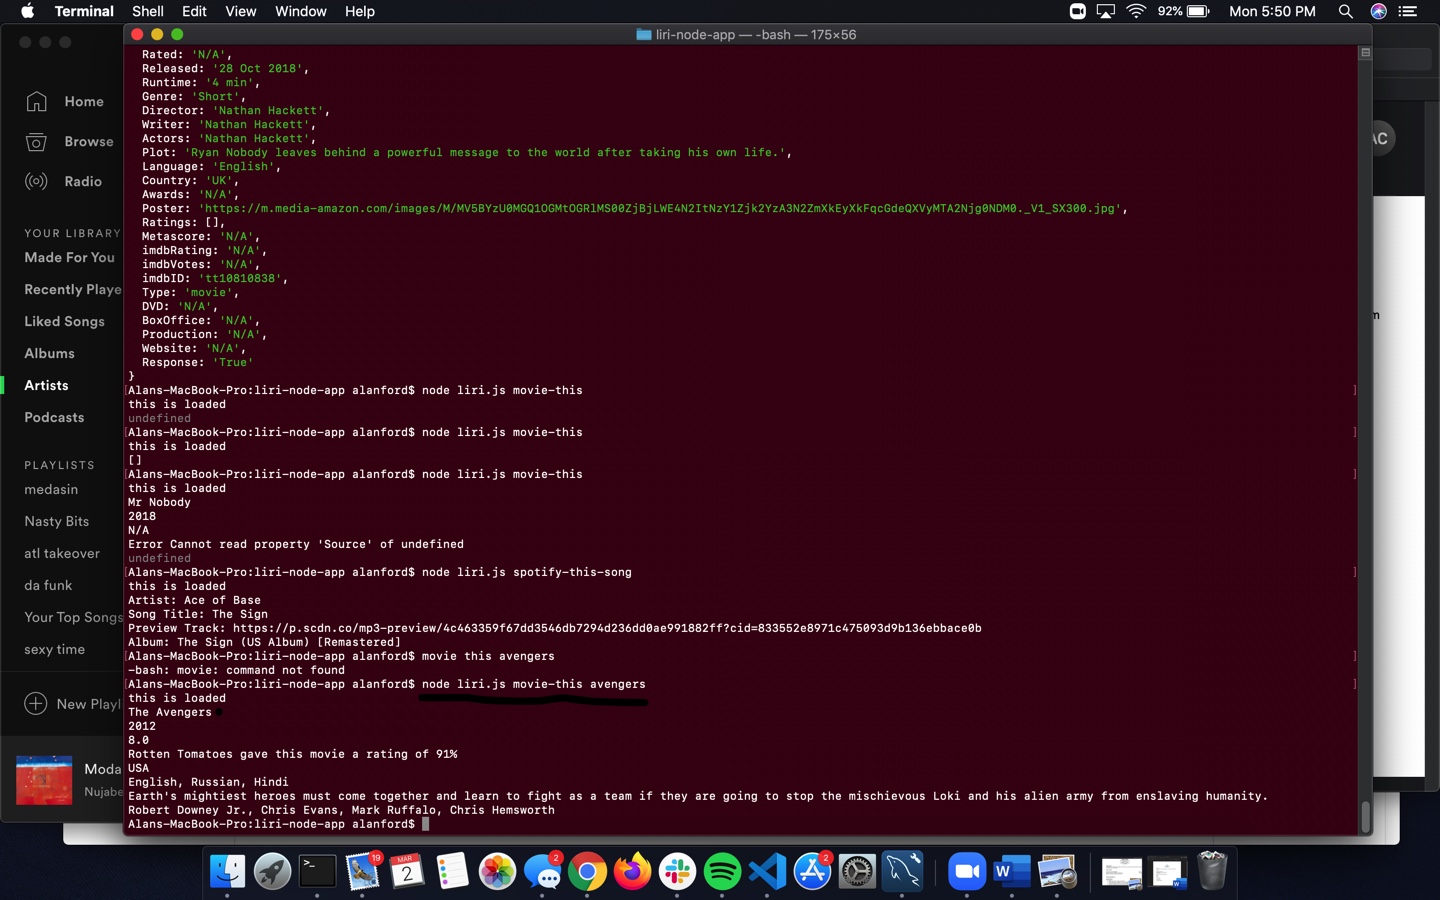 Terminal Shell Edit View Window Help
92% Mon 5:50 PM
liri-node-app — -bash — 175×56
Home
Browse
Radio
YOUR LIBRARY
Made For You
Recently Playe
Liked Songs
Albums
Artists
Podcasts
PLAYLISTS
medasin
Nasty Bits
atl takeover
da funk
Your Top Songs
sexy time
New Playl
Moda
Nujabe
Rated: 'N/A',
Released: '28 Oct 2018',
Runtime: '4 min',
Genre: 'Short',
Director: 'Nathan Hackett',
Writer: 'Nathan Hackett',
Actors: 'Nathan Hackett',
Plot: 'Ryan Nobody leaves behind a powerful message to the world after taking his own life.',
Language: 'English',
Country: 'UK',
Awards: 'N/A',
Poster: 'https://m.media-amazon.com/images/M/MV5BYzU0MGQ1OGMtOGRlMS00ZjBjLWE4N2ItNzY1Zjk2YzA3N2ZmXkEyXkFqcGdeQXVyMTA2Njg0NDM0._V1_SX300.jpg',
Ratings: [],
Metascore: 'N/A',
imdbRating: 'N/A',
imdbVotes: 'N/A',
imdbID: 'tt10810838',
Type: 'movie',
DVD: 'N/A',
BoxOffice: 'N/A',
Production: 'N/A',
Website: 'N/A',
Response: 'True'
}
[Alans-MacBook-Pro:liri-node-app alanford$ node liri.js movie-this ]
this is loaded
undefined
[Alans-MacBook-Pro:liri-node-app alanford$ node liri.js movie-this ]
this is loaded
[]
[Alans-MacBook-Pro:liri-node-app alanford$ node liri.js movie-this ]
this is loaded
Mr Nobody
2018
N/A
Error Cannot read property 'Source' of undefined
undefined
[Alans-MacBook-Pro:liri-node-app alanford$ node liri.js spotify-this-song ]
this is loaded
Artist: Ace of Base
Song Title: The Sign
Preview Track: https://p.scdn.co/mp3-preview/4c463359f67dd3546db7294d236dd0ae991882ff?cid=833552e8971c475093d9b136ebbace0b
Album: The Sign (US Album) [Remastered]
[Alans-MacBook-Pro:liri-node-app alanford$ movie this avengers ]
-bash: movie: command not found
[Alans-MacBook-Pro:liri-node-app alanford$ node liri.js movie-this avengers ]
this is loaded
The Avengers
2012
8.0
Rotten Tomatoes gave this movie a rating of 91%
USA
English, Russian, Hindi
Earth's mightiest heroes must come together and learn to fight as a team if they are going to stop the mischievous Loki and his alien army from enslaving humanity.
Robert Downey Jr., Chris Evans, Mark Ruffalo, Chris Hemsworth
Alans-MacBook-Pro:liri-node-app alanford$
AC
m
19
MAR
2
2
2
W